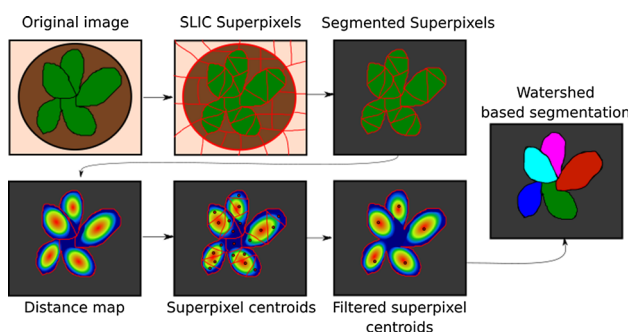 Original image
SLIC Superpixels
Segmented Superpixels
Watershed
based segmentation
Distance map
Superpixel centroids
Filtered superpixel
centroids